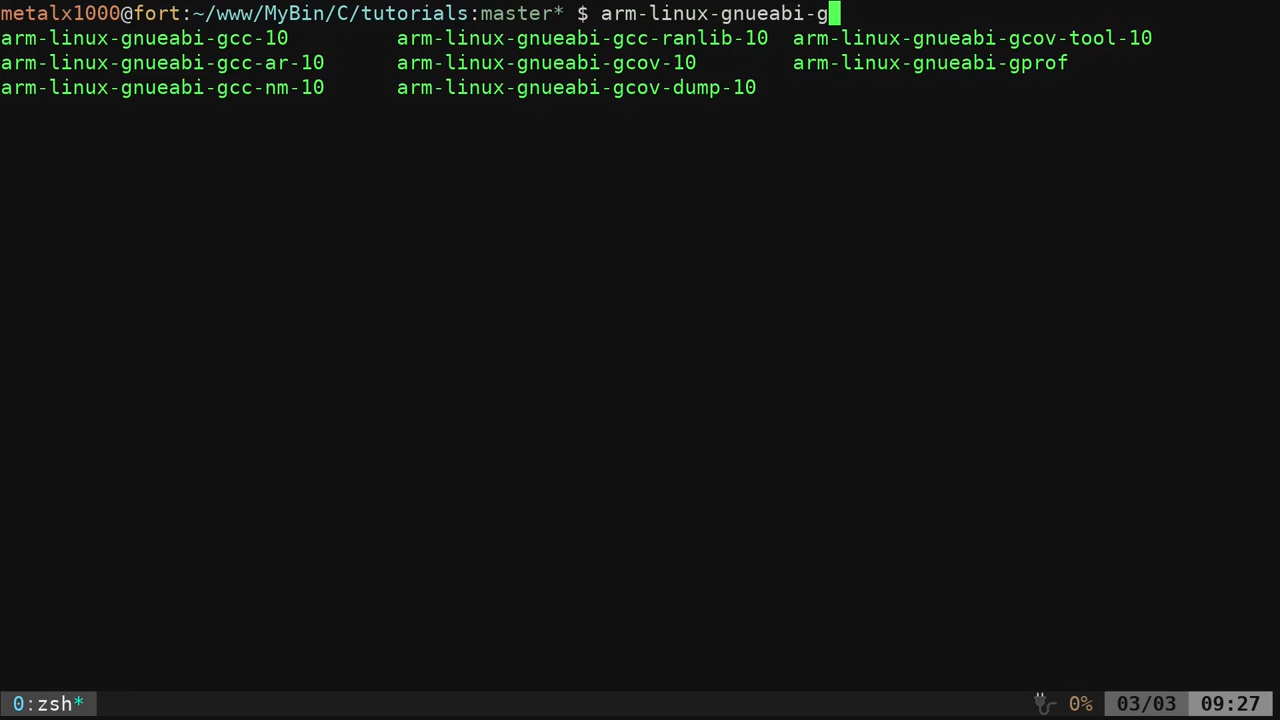 metalx1000@fort:~/www/MyBin/C/tutorials:master* $ arm-linux-gnueabi-g
arm-linux-gnueabi-gcc-10 arm-linux-gnueabi-gcc-ranlib-10 arm-linux-gnueabi-gcov-tool-10
arm-linux-gnueabi-gcc-ar-10 arm-linux-gnueabi-gcov-10 arm-linux-gnueabi-gprof
arm-linux-gnueabi-gcc-nm-10 arm-linux-gnueabi-gcov-dump-10
0:zsh* 0% 03/03 09:27